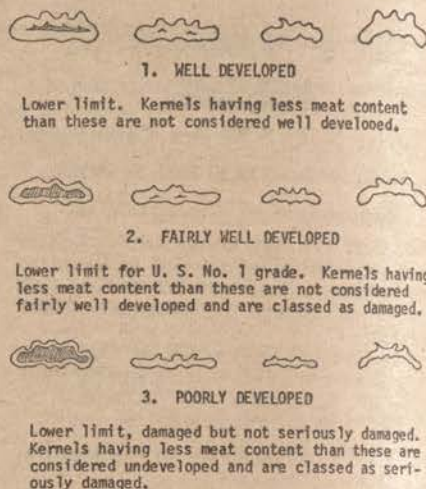 1. WELL DEVELOPED
Lower limit. Kernels having less meat content
than these are not considered well developed.
2. FAIRLY WELL DEVELOPED
Lower limit for U. S. No. 1 grade. Kernels having
less meat content than these are not considered
fairly well developed and are classed as damaged.
3. POORLY DEVELOPED
Lower limit, damaged but not seriously damaged.
Kernels having less meat content than these are
considered undeveloped and are classed as seri-
ously damaged.